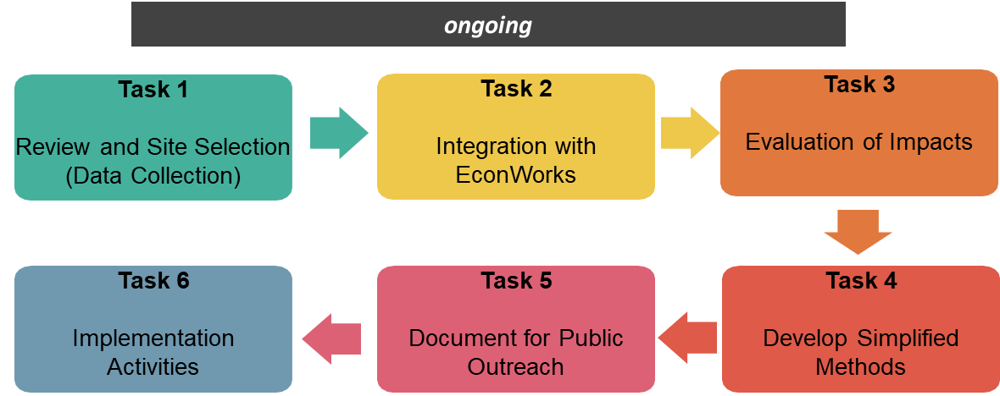 ongoing
Task 1
Review and Site Selection
(Data Collection)
Task 2
Integration with
EconWorks
Task 3
Evaluation of Impacts
Task 4
Develop Simplified
Methods
Task 5
Document for Public
Outreach
Task 6
Implementation
Activities